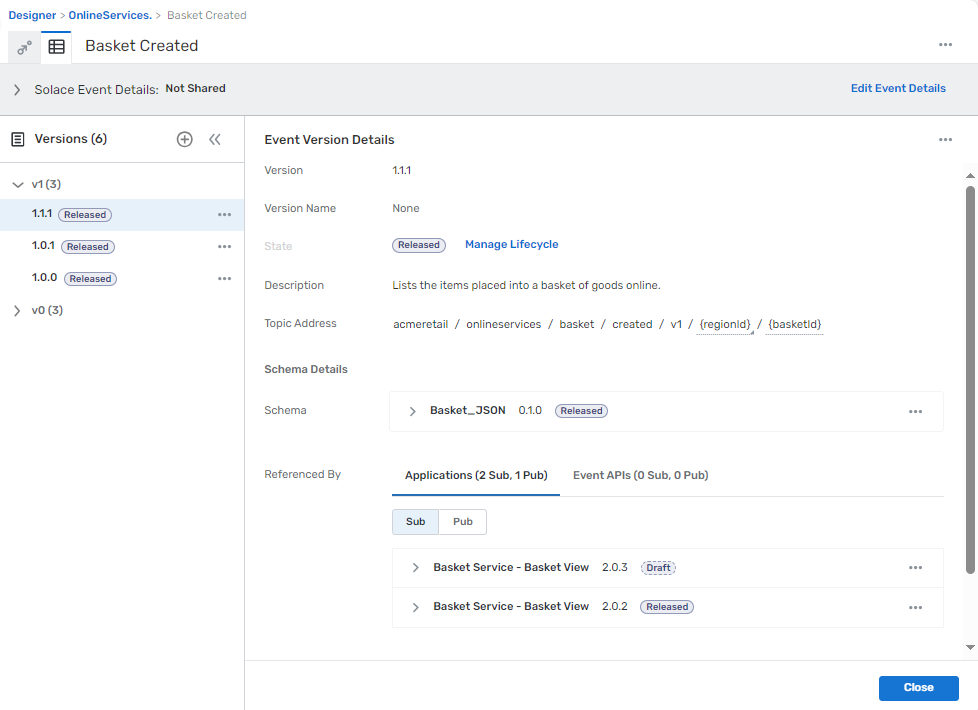 Designer > OnlineServices. > Basket Created
Basket Created
Solace Event Details: Not Shared Edit Event Details
Versions (6)
v1 (3)
1.1.1 Released
1.0.1 Released
1.0.0 Released
v0 (3)
Event Version Details
Version 1.1.1
Version Name None
State Released Manage Lifecycle
Description Lists the items placed into a basket of goods online.
Topic Address acmeretail / onlineservices / basket / created / v1 / {regionId} / {basketId}
Schema Details
Schema Basket_JSON 0.1.0 Released
Referenced By Applications (2 Sub, 1 Pub) Event APIs (0 Sub, 0 Pub)
Sub Pub
Basket Service - Basket View 2.0.3 Draft
Basket Service - Basket View 2.0.2 Released
Close